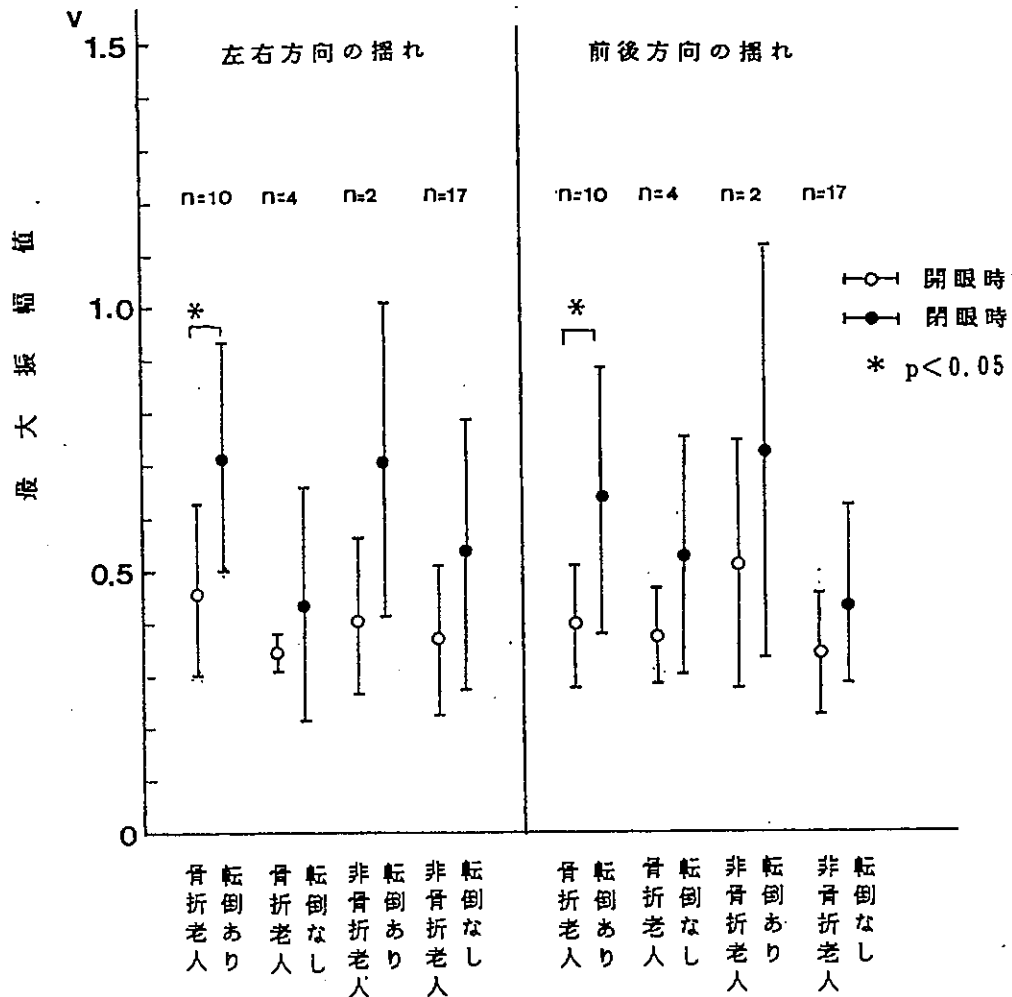 V
1.5
1.0
0.5
0
最大振幅値
左右方向の揺れ
n=10 n=4 n=2 n=17
*
前後方向の揺れ
n=10 n=4 n=2 n=17
*
開眼時
閉眼時
* p<0.05
骨折老人
転倒あり
骨折老人
転倒なし
非骨折老人
転倒あり
非骨折老人
転倒なし
骨折老人
転倒あり
骨折老人
転倒なし
非骨折老人
転倒あり
非骨折老人
転倒なし